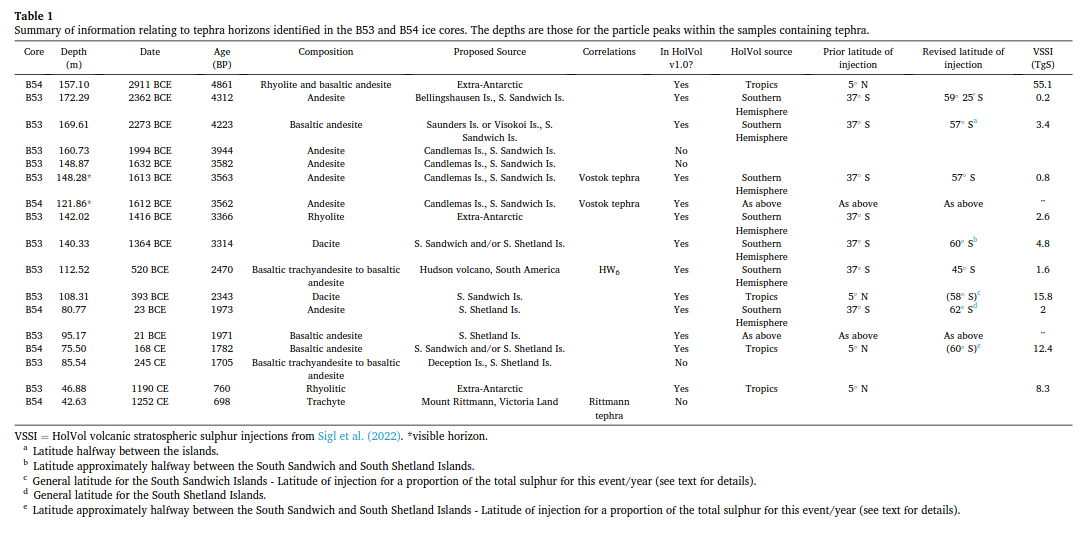 Table 1
Summary of information relating to tephra horizons identified in the B53 and B54 ice cores. The depths are those for the particle peaks within the samples containing tephra.
Core Depth (m) Date Age (BP) Composition Proposed Source Correlations In HolVol v1.0? HolVol source Prior latitude of injection Revised latitude of injection VSSI (TgS)
B54 157.10 2911 BCE 4861 Rhyolite and basaltic andesite Extra-Antarctic Yes Tropics 5° N 55.1
B53 172.29 2362 BCE 4312 Andesite Bellingshausen Is., S. Sandwich Is. Yes Southern Hemisphere 37° S 59° 25′ S 0.2
B53 169.61 2273 BCE 4223 Basaltic andesite Saunders Is. or Visokoi Is., S. Sandwich Is. Yes Southern Hemisphere 37° S 57° S^a 3.4
B53 160.73 1994 BCE 3944 Andesite Candlemas Is., S. Sandwich Is. No
B53 148.87 1632 BCE 3582 Andesite Candlemas Is., S. Sandwich Is. No
B53 148.28* 1613 BCE 3563 Andesite Candlemas Is., S. Sandwich Is. Vostok tephra Yes Southern Hemisphere 37° S 57° S 0.8
B54 121.86* 1612 BCE 3562 Andesite Candlemas Is., S. Sandwich Is. Vostok tephra Yes As above As above As above ”
B53 142.02 1416 BCE 3366 Rhyolite Extra-Antarctic Yes Southern Hemisphere 37° S 2.6
B53 140.33 1364 BCE 3314 Dacite S. Sandwich and/or S. Shetland Is. Yes Southern Hemisphere 37° S 60° S^b 4.8
B53 112.52 520 BCE 2470 Basaltic trachyandesite to basaltic andesite Hudson volcano, South America HW6 Yes Southern Hemisphere 37° S 45° S 1.6
B53 108.31 393 BCE 2343 Dacite S. Sandwich Is. Yes Tropics 5° N (58° S)^c 15.8
B54 80.77 23 BCE 1973 Andesite S. Shetland Is. Yes Southern Hemisphere 37° S 62° S^d 2
B53 95.17 21 BCE 1971 Basaltic andesite S. Shetland Is. Yes As above As above As above ”
B54 75.50 168 CE 1782 Basaltic andesite S. Sandwich and/or S. Shetland Is. Yes Tropics 5° N (60° S)^e 12.4
B53 85.54 245 CE 1705 Basaltic trachyandesite to basaltic andesite Deception Is., S. Shetland Is. No
B53 46.88 1190 CE 760 Rhyolitic Extra-Antarctic Yes Tropics 5° N 8.3
B54 42.63 1252 CE 698 Trachyte Mount Rittmann, Victoria Land Rittmann tephra No
VSSI = HolVol volcanic stratospheric sulphur injections from Sigl et al. (2022). *visible horizon.
a Latitude halfway between the islands.
b Latitude approximately halfway between the South Sandwich and South Shetland Islands.
c General latitude for the South Sandwich Islands - Latitude of injection for a proportion of the total sulphur for this event/year (see text for details).
d General latitude for the South Shetland Islands.
e Latitude approximately halfway between the South Sandwich and South Shetland Islands - Latitude of injection for a proportion of the total sulphur for this event/year (see text for details).